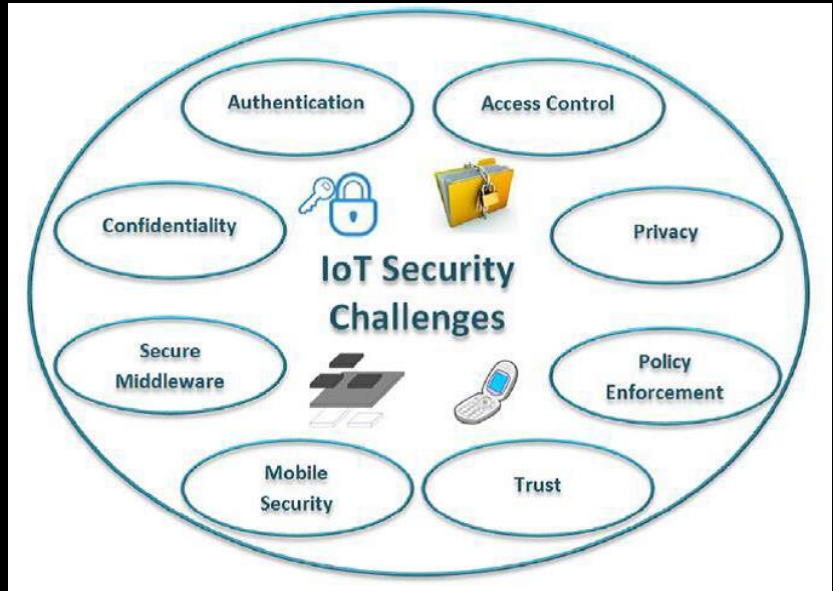 Authentication
Access Control
Confidentiality
Privacy
IoT Security
Challenges
Secure
Middleware
Policy
Enforcement
Mobile
Security
Trust